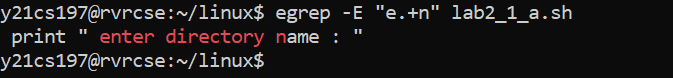 y21cs197@rvrcse:~/linux$ egrep -E "e.+n" lab2_1_a.sh
 print " enter directory name : "
y21cs197@rvrcse:~/linux$